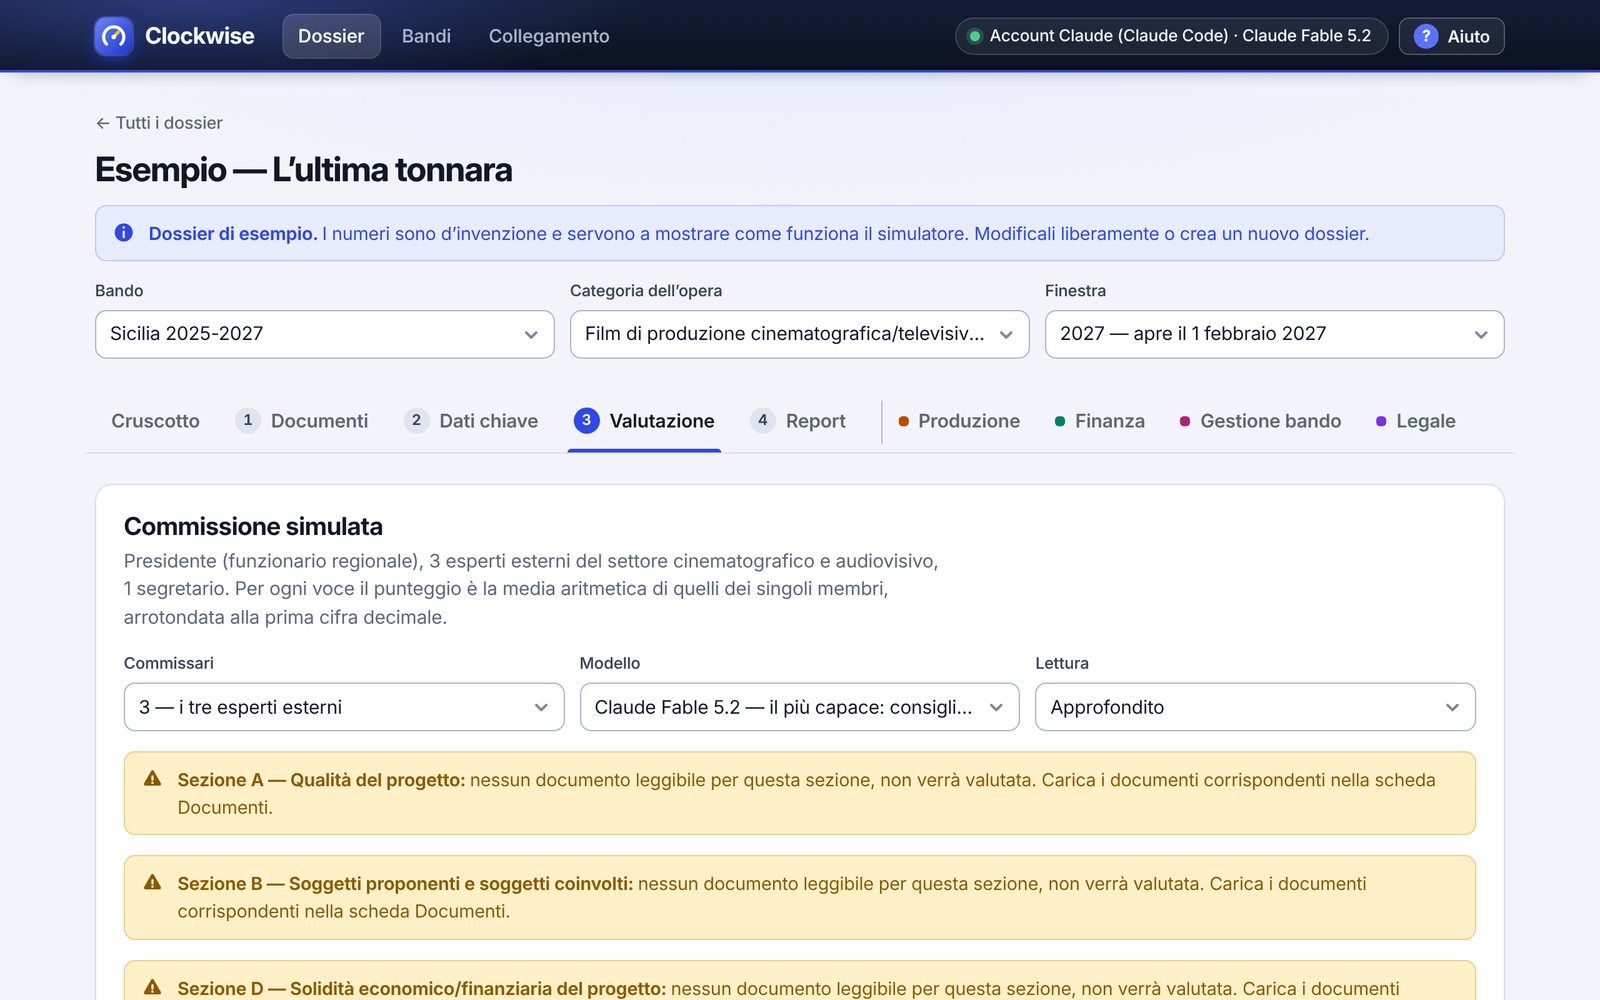 Clockwise
Dossier
Bandi
Collegamento
Account Claude (Claude Code) · Claude Fable 5.2
? Aiuto
← Tutti i dossier
Esempio — L’ultima tonnara
Dossier di esempio. I numeri sono d’invenzione e servono a mostrare come funziona il simulatore. Modificali liberamente o crea un nuovo dossier.
Bando
Categoria dell’opera
Finestra
Sicilia 2025-2027
Film di produzione cinematografica/televisiv...
2027 — apre il 1 febbraio 2027
Cruscotto
1 Documenti
2 Dati chiave
3 Valutazione
4 Report
Produzione
Finanza
Gestione bando
Legale
Commissione simulata
Presidente (funzionario regionale), 3 esperti esterni del settore cinematografico e audiovisivo,
1 segretario. Per ogni voce il punteggio è la media aritmetica di quelli dei singoli membri,
arrotondata alla prima cifra decimale.
Commissari
Modello
Lettura
3 — i tre esperti esterni
Claude Fable 5.2 — il più capace: consigli...
Approfondito
Sezione A — Qualità del progetto: nessun documento leggibile per questa sezione, non verrà valutata. Carica i documenti corrispondenti nella scheda
Documenti.
Sezione B — Soggetti proponenti e soggetti coinvolti: nessun documento leggibile per questa sezione, non verrà valutata. Carica i documenti
corrispondenti nella scheda Documenti.
Sezione D — Solidità economico/finanziaria del progetto: nessun documento leggibile per questa sezione, non verrà valutata. Carica i documenti